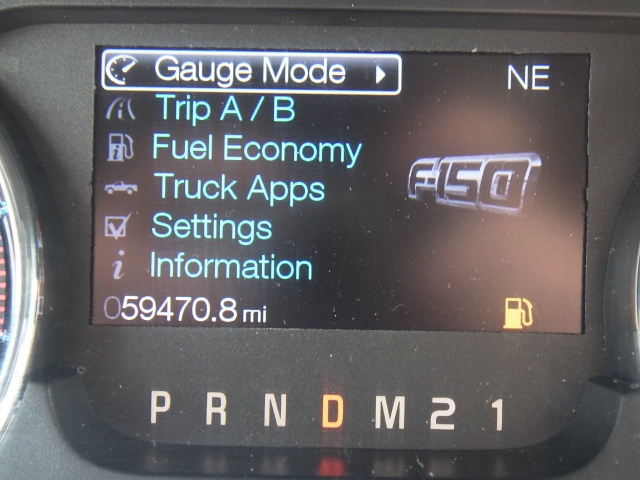 Gauge Mode NE
Trip A / B
Fuel Economy
F-150
Truck Apps
Settings
i Information
059470.8 mi
P R N D M 2 1